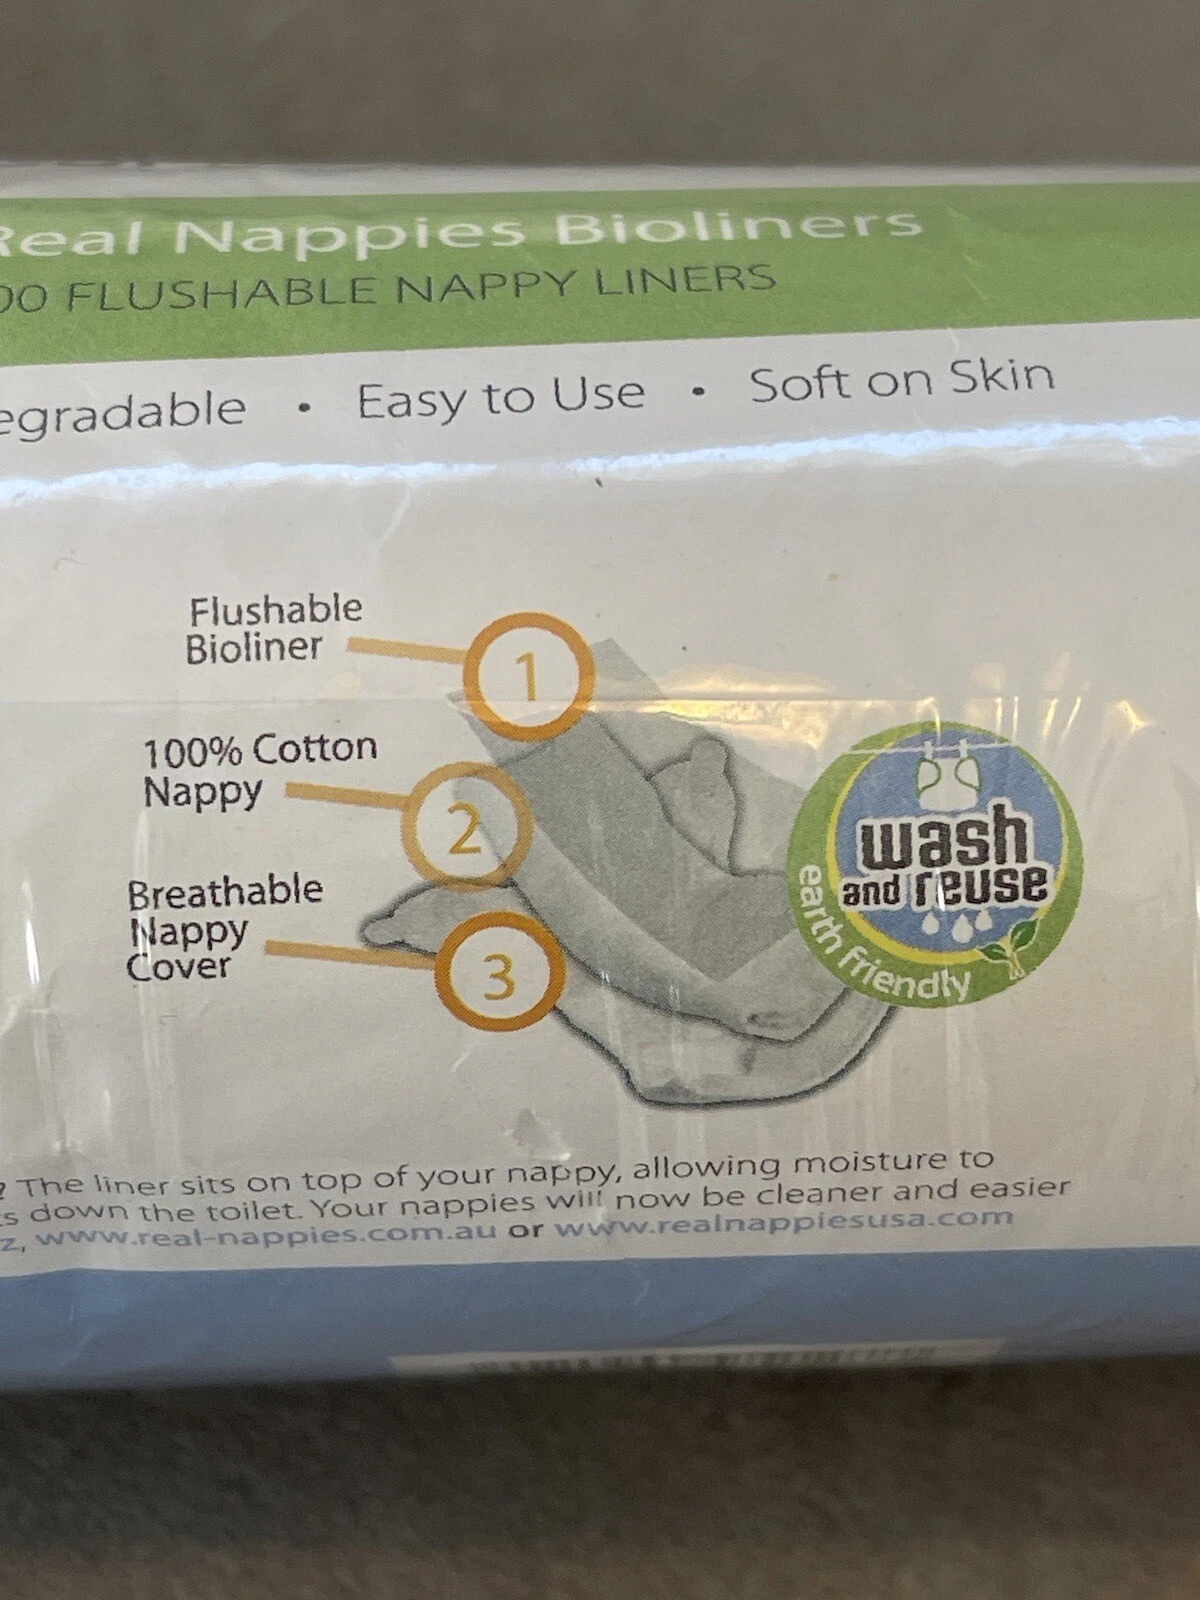 Real Nappies Bioliners
00 FLUSHABLE NAPPY LINERS
egradable • Easy to Use • Soft on Skin
Flushable
Bioliner
1
100% Cotton
Nappy
2
Breathable
Nappy
Cover
3
wash
and reuse
earth friendly
? The liner sits on top of your nappy, allowing moisture to
s down the toilet. Your nappies will now be cleaner and easier
z, www.real-nappies.com.au or www.realnappiesusa.com